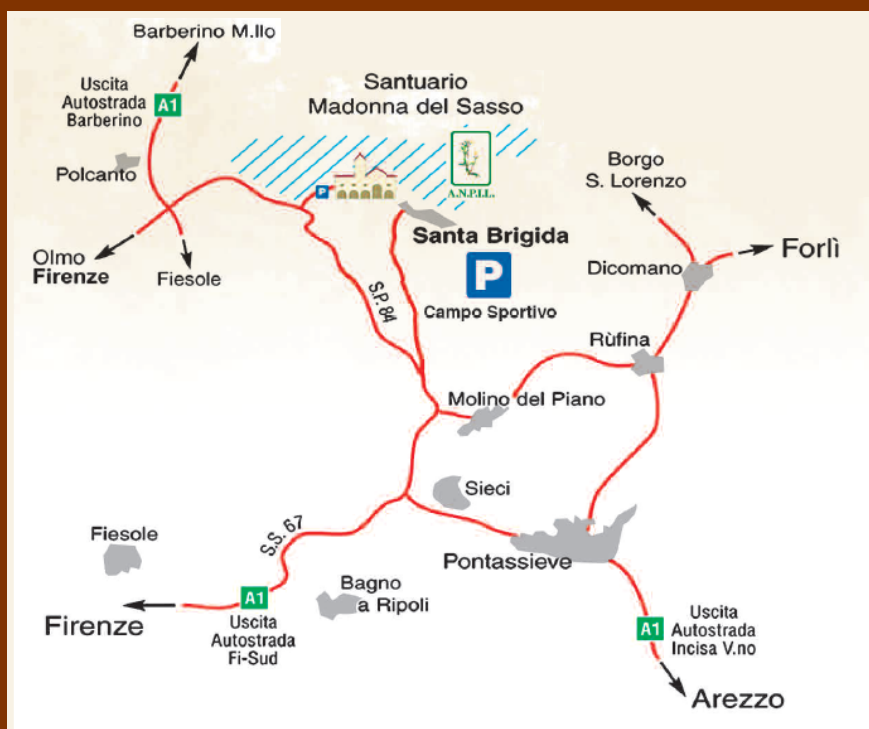 Barberino M.llo
Uscita
Autostrada
Barberino
A1
Santuario
Madonna del Sasso
Polcanto
P
A.N.P.I.L.
Borgo
S. Lorenzo
Olmo
Firenze
Fiesole
Santa Brigida
P
Campo Sportivo
S.P. 84
Forlì
Dicomano
Rùfina
Molino del Piano
Sieci
S.S. 67
Fiesole
Pontassieve
Firenze
A1
Uscita
Autostrada
Fi-Sud
Bagno
a Ripoli
A1
Uscita
Autostrada
Incisa V.no
Arezzo